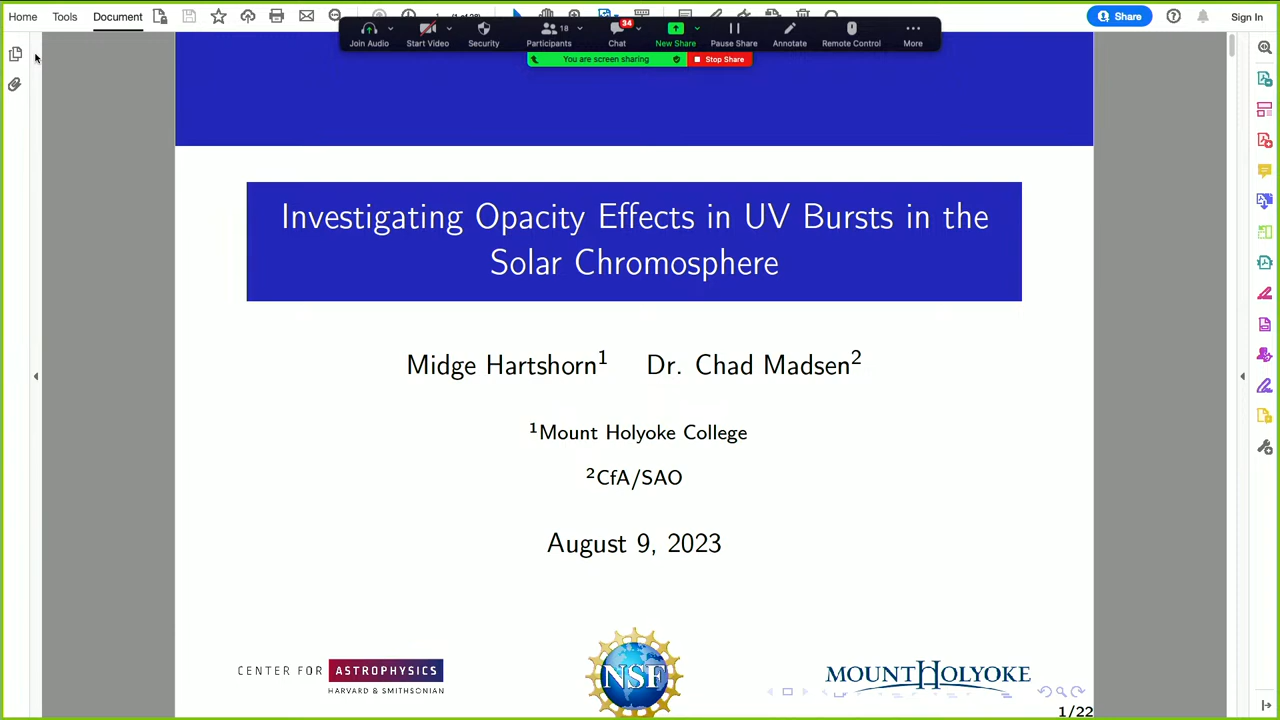 Home
Tools
Document
Share
Sign In
Join Audio
Start Video
Security
18
Participants
34
Chat
New Share
Pause Share
Annotate
Remote Control
More
You are screen sharing
Stop Share
Investigating Opacity Effects in UV Bursts in the
Solar Chromosphere
Midge Hartshorn¹ Dr. Chad Madsen²
¹Mount Holyoke College
²CfA/SAO
August 9, 2023
CENTER FOR ASTROPHYSICS
HARVARD & SMITHSONIAN
NSF
MOUNT HOLYOKE
1/22